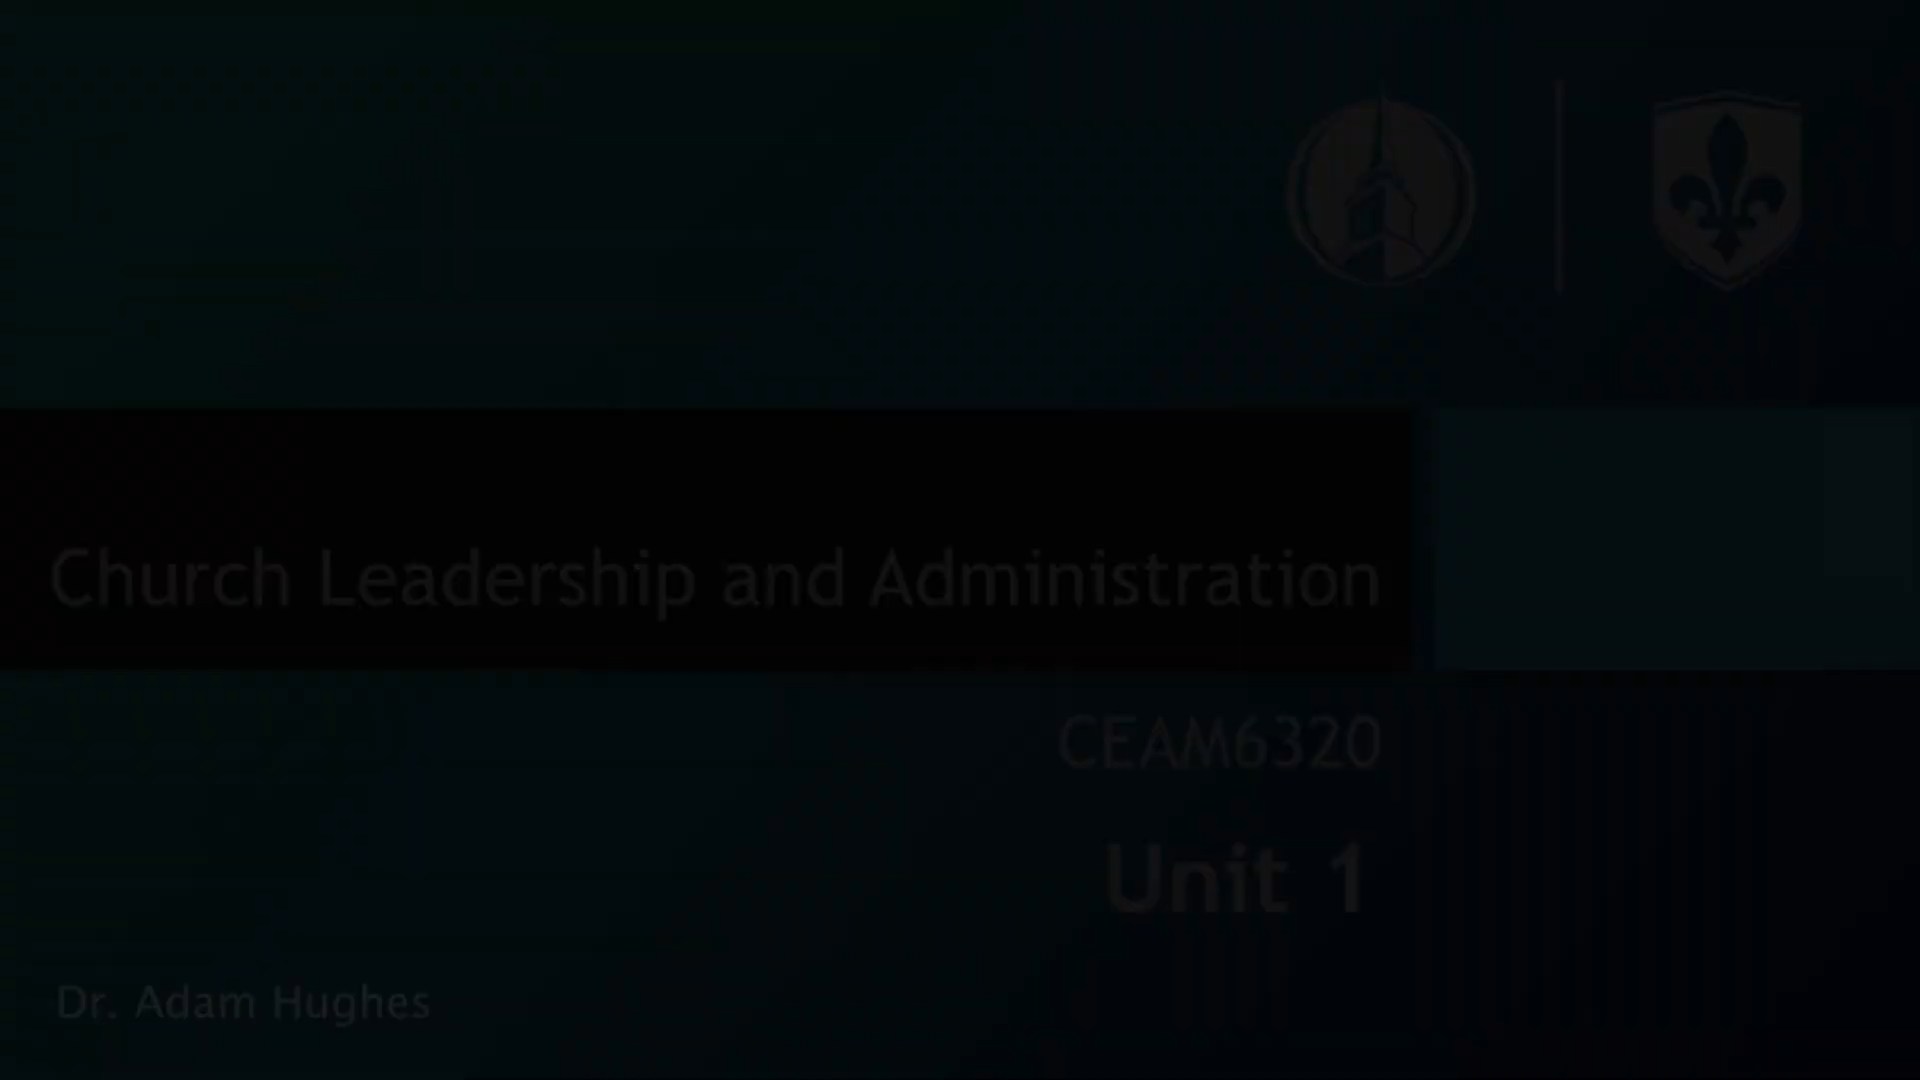 Church Leadership and Administration
CEAM6320
Unit 1
Dr. Adam Hughes